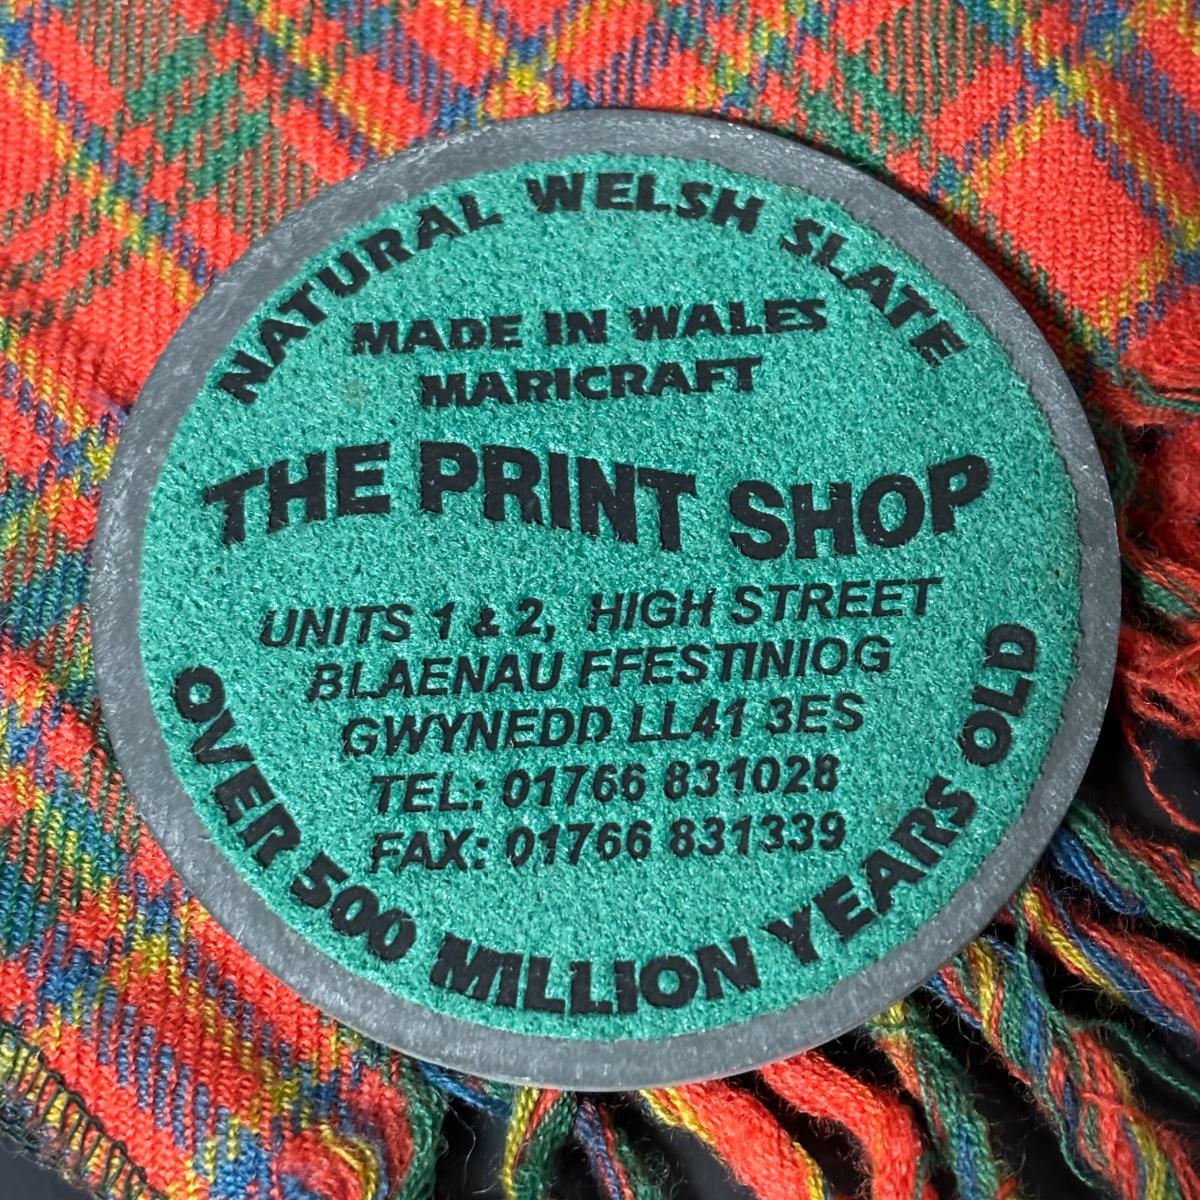 NATURAL WELSH SLATE
MADE IN WALES
MARICRAFT
THE PRINT SHOP
UNITS 1 & 2, HIGH STREET
BLAENAU FFESTINIOG
GWYNEDD LL41 3ES
TEL: 01766 831028
FAX: 01766 831339
OVER 500 MILLION YEARS OLD